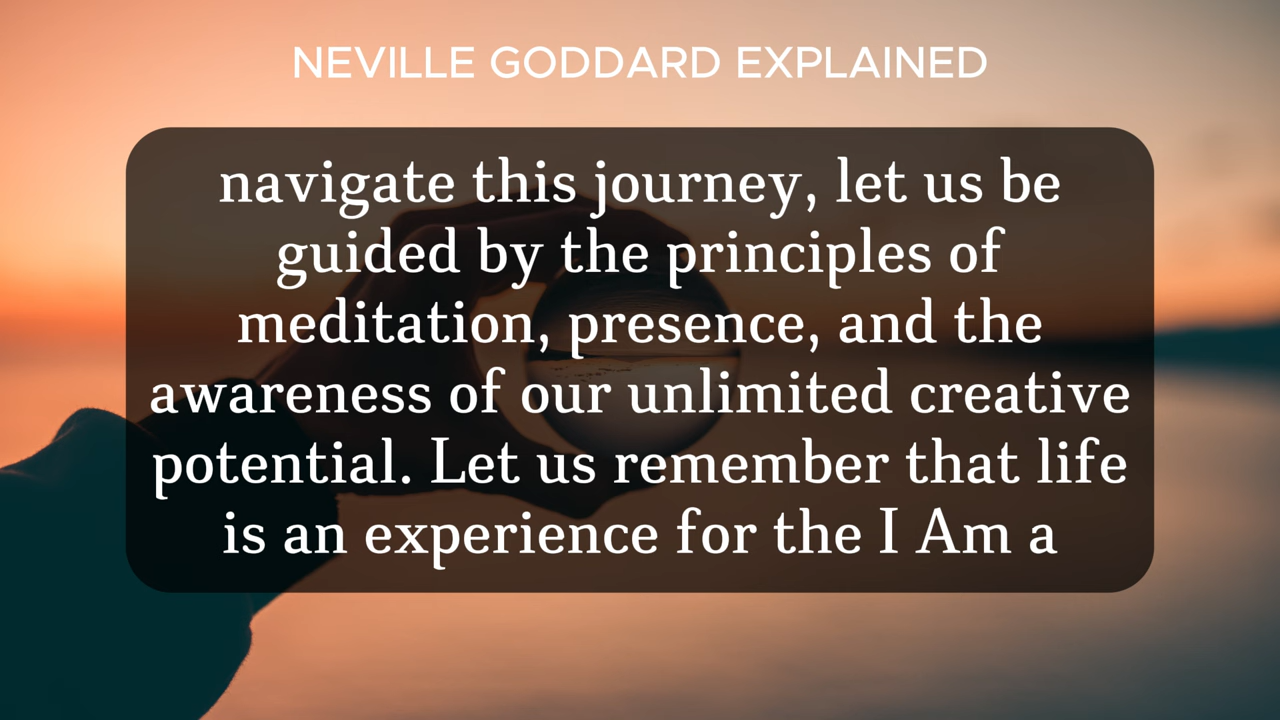 NEVILLE GODDARD EXPLAINED
navigate this journey, let us be
guided by the principles of
meditation, presence, and the
awareness of our unlimited creative
potential. Let us remember that life
is an experience for the I Am a